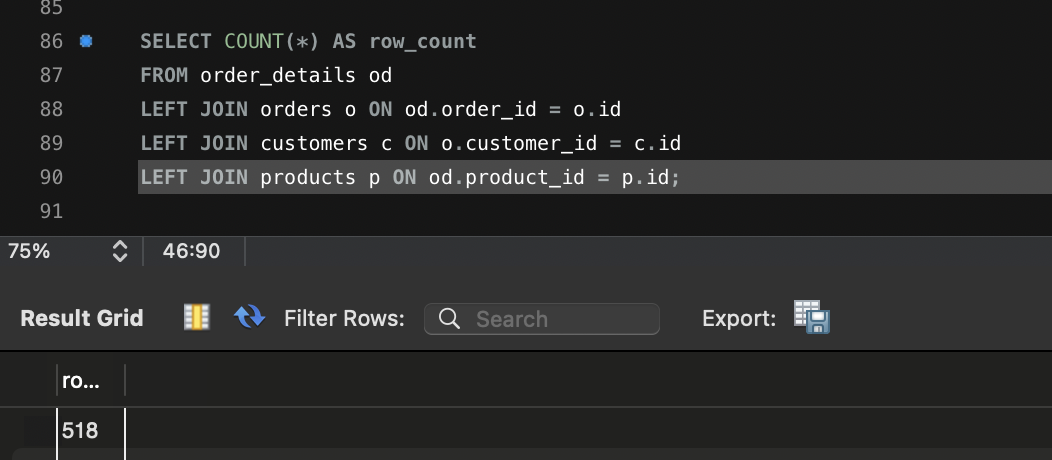 85
86 SELECT COUNT(*) AS row_count
87 FROM order_details od
88 LEFT JOIN orders o ON od.order_id = o.id
89 LEFT JOIN customers c ON o.customer_id = c.id
90 LEFT JOIN products p ON od.product_id = p.id;
91
75% 46:90
Result Grid Filter Rows: Search Export:
ro...
518